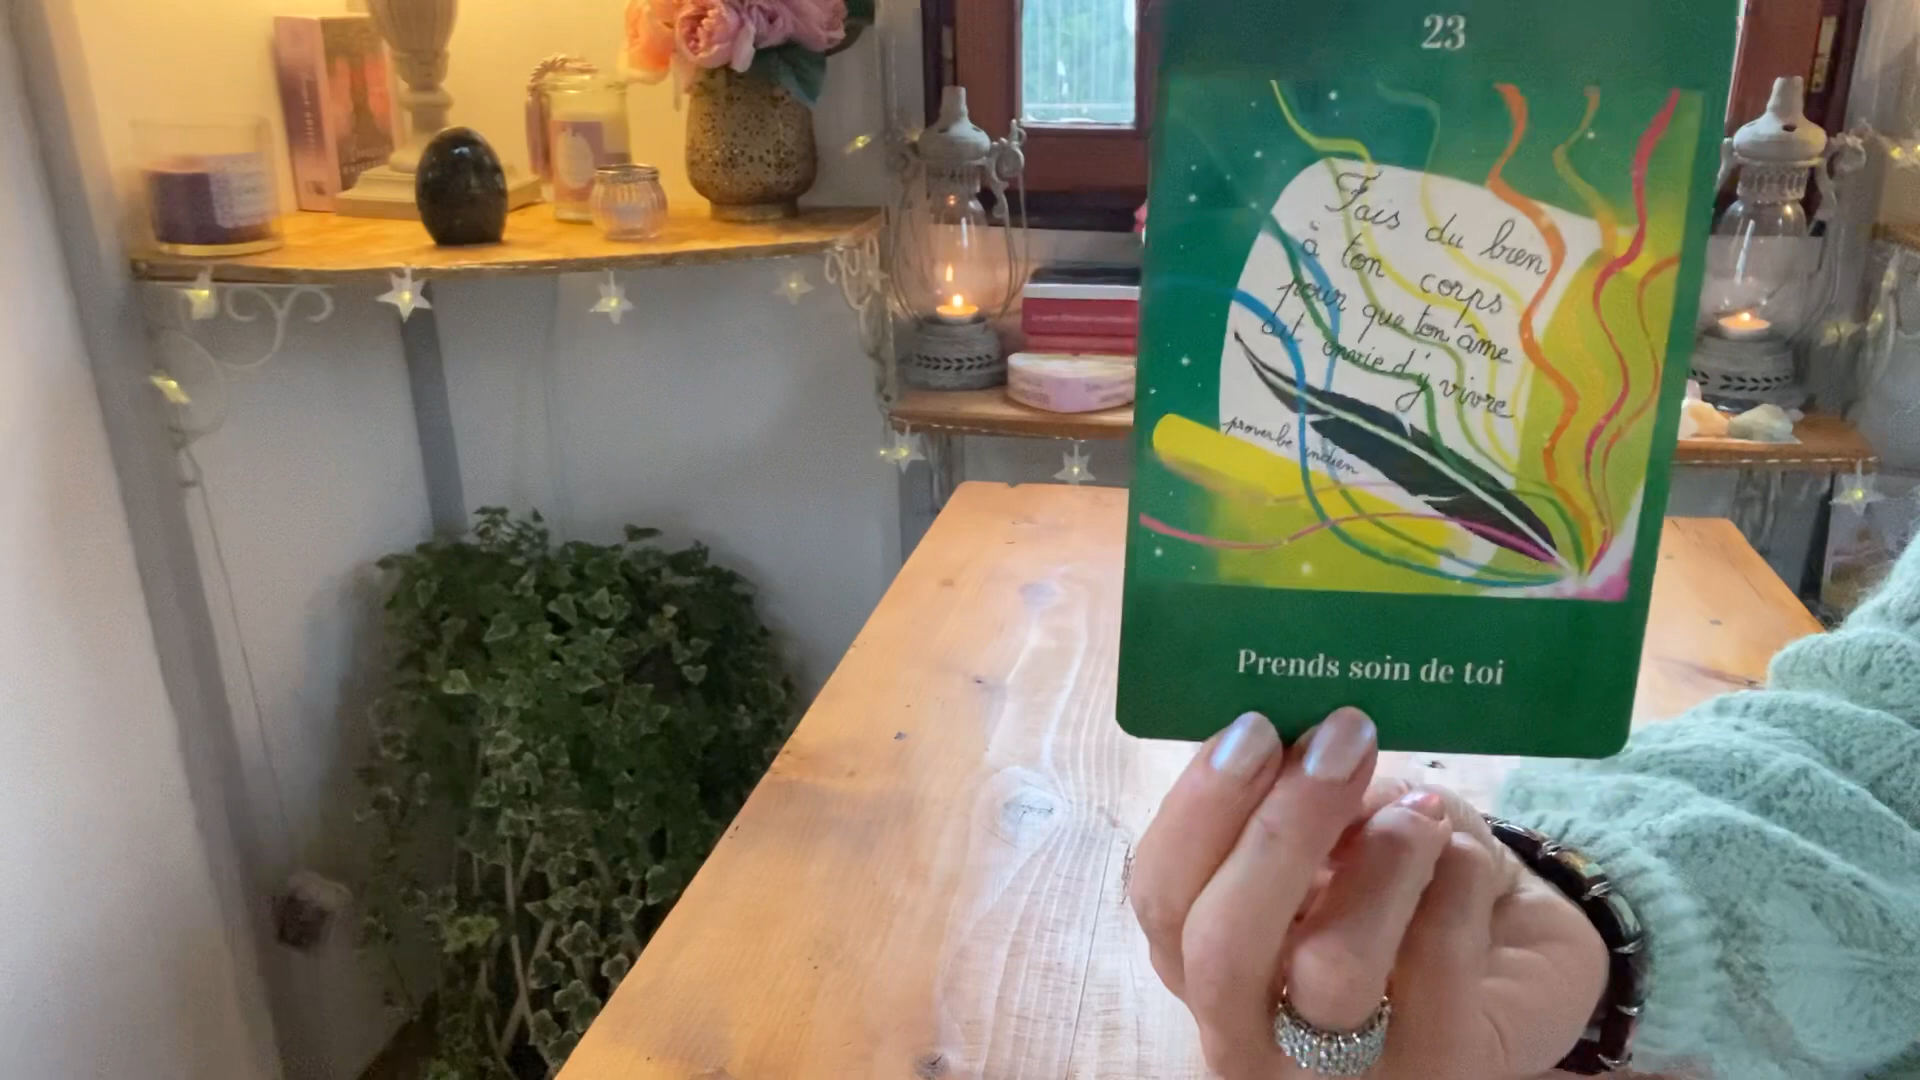 23
Fais du bien
à ton corps
pour que ton âme
ait envie d'y vivre
proverbe indien
Prends soin de toi